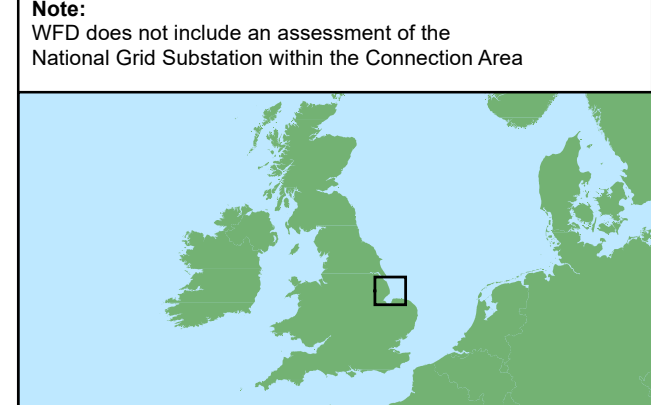 Note:
WFD does not include an assessment of the
National Grid Substation within the Connection Area